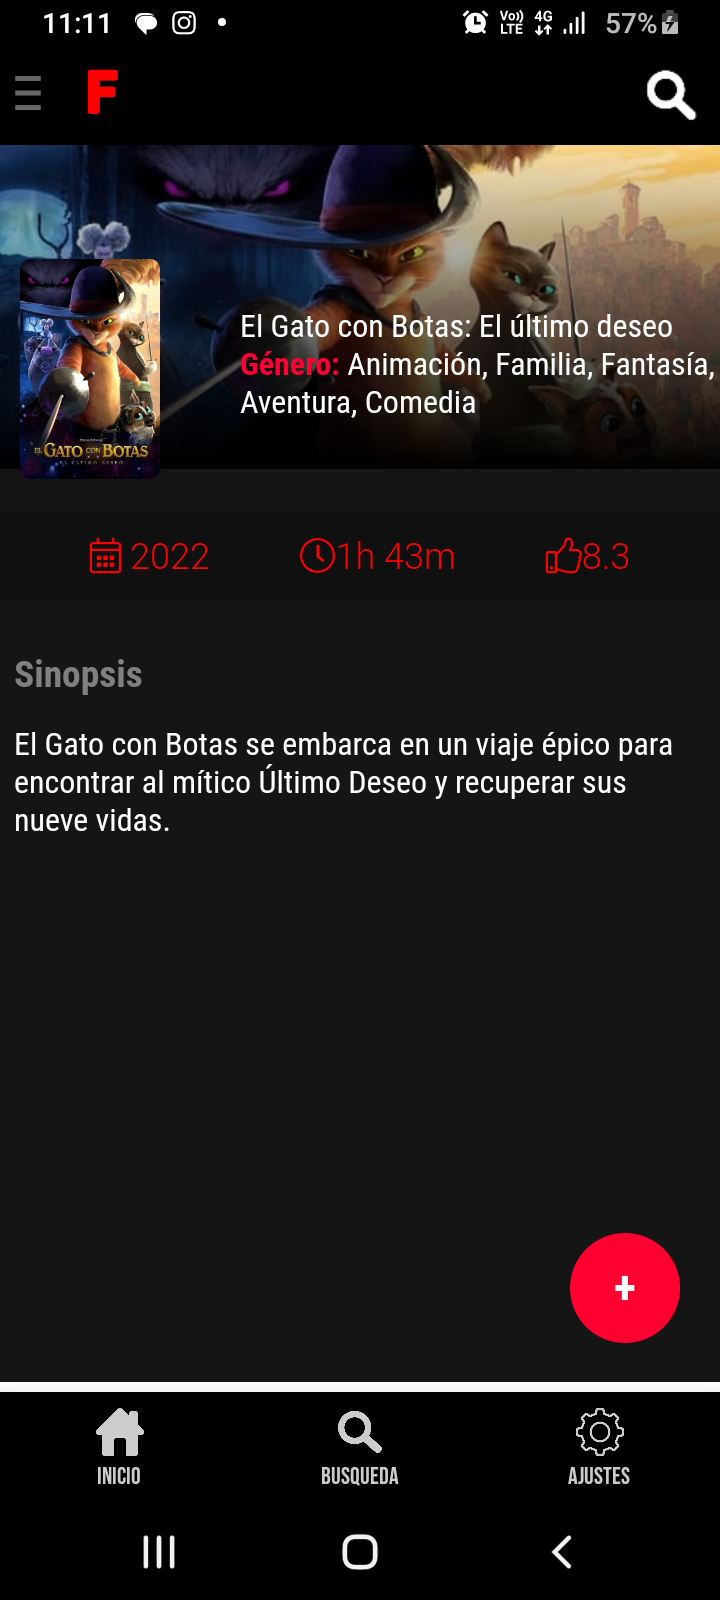 11:11
Vo)) LTE 4G 57%
F
El Gato con Botas: El último deseo
Género: Animación, Familia, Fantasía,
Aventura, Comedia
EL GATO CON BOTAS
EL ÚLTIMO DESEO
2022 1h 43m 8.3
Sinopsis
El Gato con Botas se embarca en un viaje épico para
encontrar al mítico Último Deseo y recuperar sus
nueve vidas.
+
INICIO BUSQUEDA AJUSTES